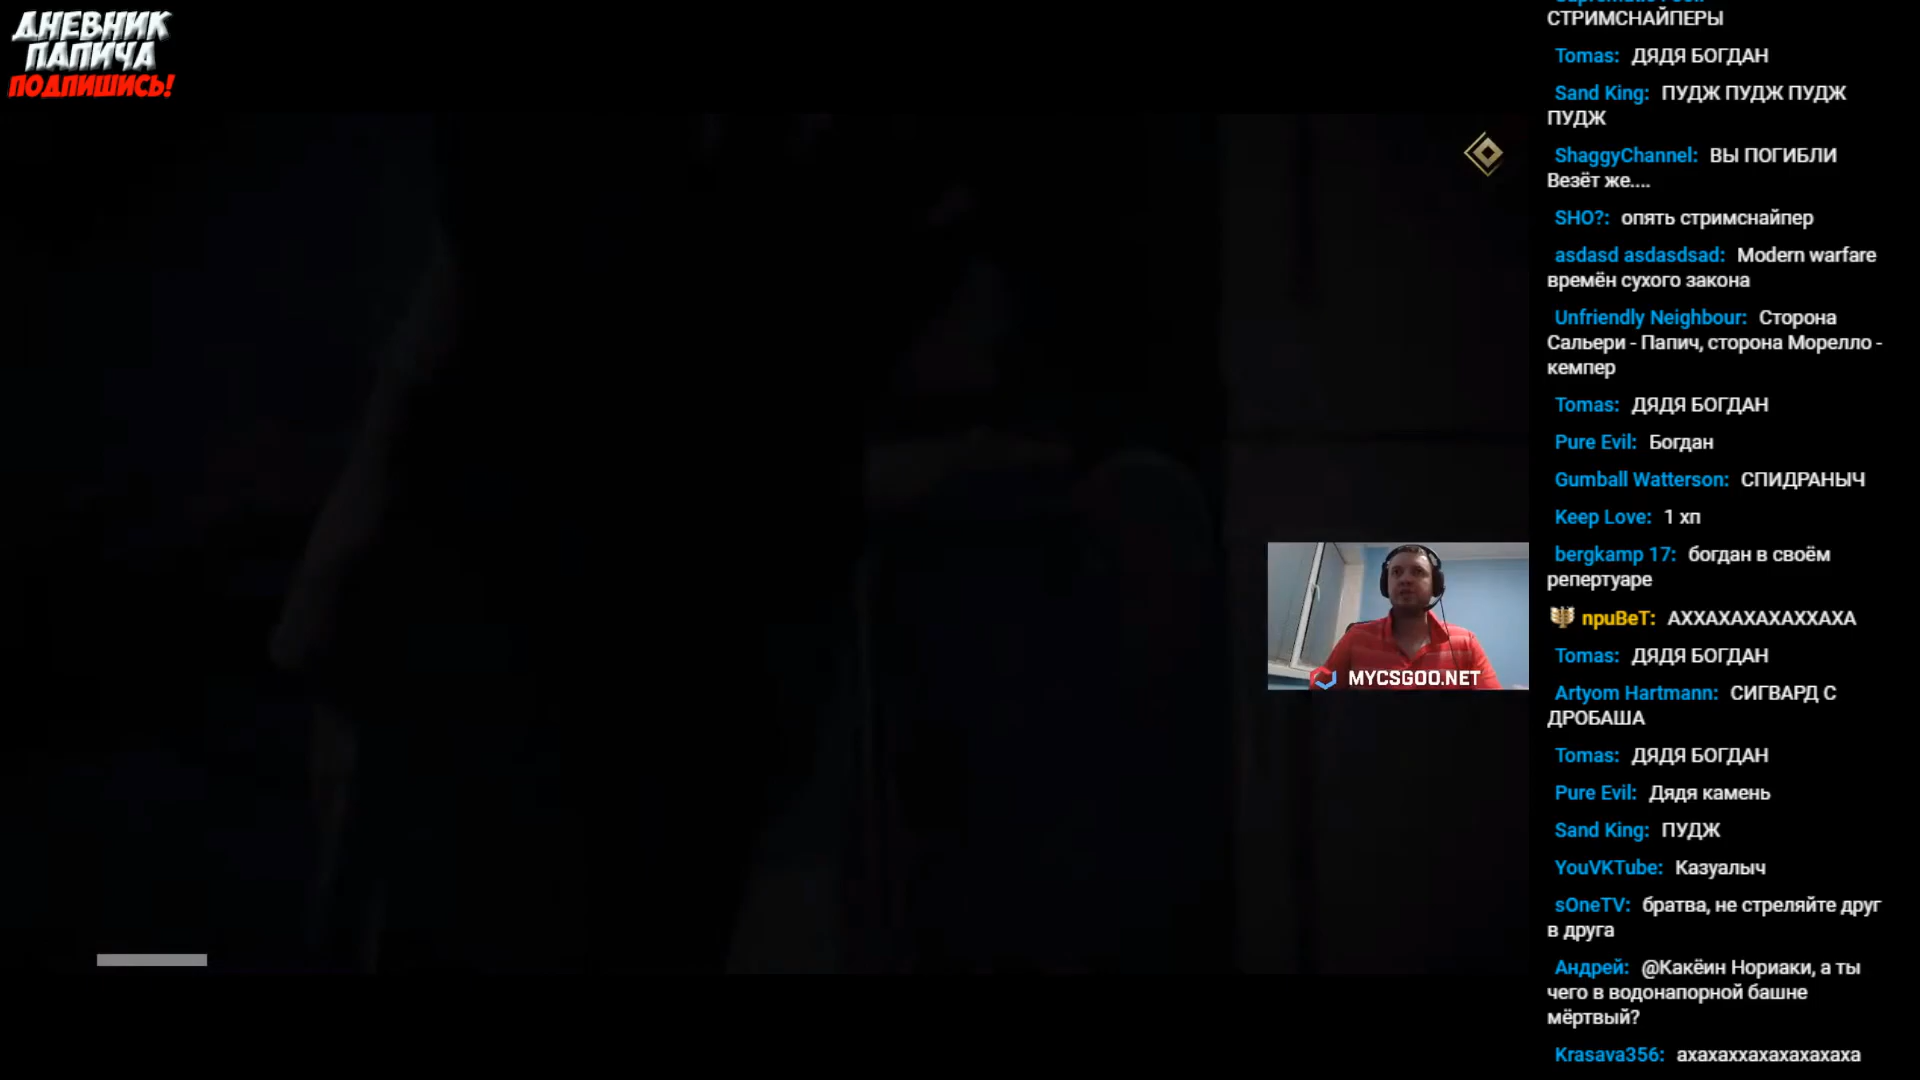 ДНЕВНИК
ПАПИЧА
ПОДПИШИСЬ!
СТРИМСНАЙПЕРЫ
Tomas: ДЯДЯ БОГДАН
Sand King: ПУДЖ ПУДЖ ПУДЖ
ПУДЖ
ShaggyChannel: ВЫ ПОГИБЛИ
Везёт же....
SHO?: опять стримснайпер
asdasd asdasdsad: Modern warfare
времён сухого закона
Unfriendly Neighbour: Сторона
Сальери - Папич, сторона Морелло -
кемпер
Tomas: ДЯДЯ БОГДАН
Pure Evil: Богдан
Gumball Watterson: СПИДРАНЫЧ
Keep Love: 1 хп
bergkamp 17: богдан в своём
репертуаре
npuBeT: АХХАХАХАХАХХАХА
Tomas: ДЯДЯ БОГДАН
Artyom Hartmann: СИГВАРД С
ДРОБАША
Tomas: ДЯДЯ БОГДАН
Pure Evil: Дядя камень
Sand King: ПУДЖ
YouVKTube: Казуалыч
sOneTV: братва, не стреляйте друг
в друга
Андрей: @Какёин Нориаки, а ты
чего в водонапорной башне
мёртвый?
Krasava356: ахахаххахахахахаха
MYCSGOO.NET